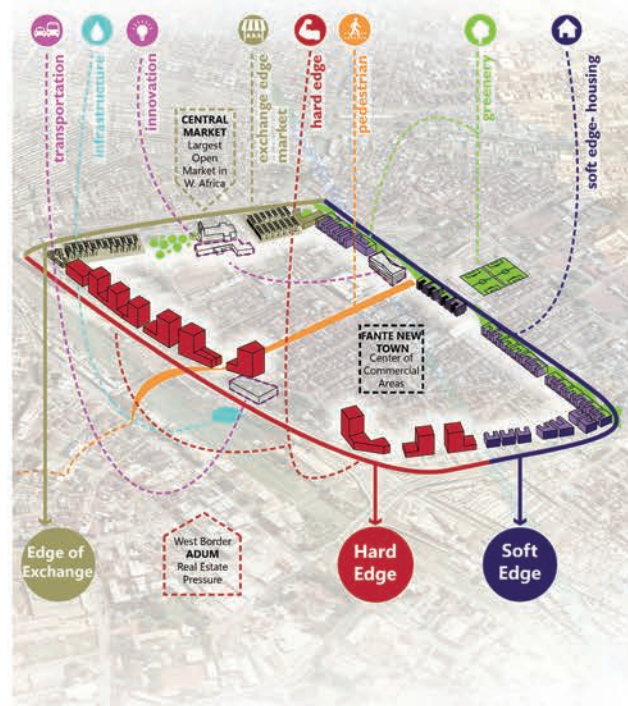 transportation
infrastructure
innovation
exchange edge
market
hard edge
pedestrian
greenery
soft edge- housing
CENTRAL
MARKET
Largest
Open
Market in
W. Africa
FANTE NEW
TOWN
Center of
Commercial
Areas
Edge of
Exchange
West Border
ADUM
Real Estate
Pressure
Hard
Edge
Soft
Edge